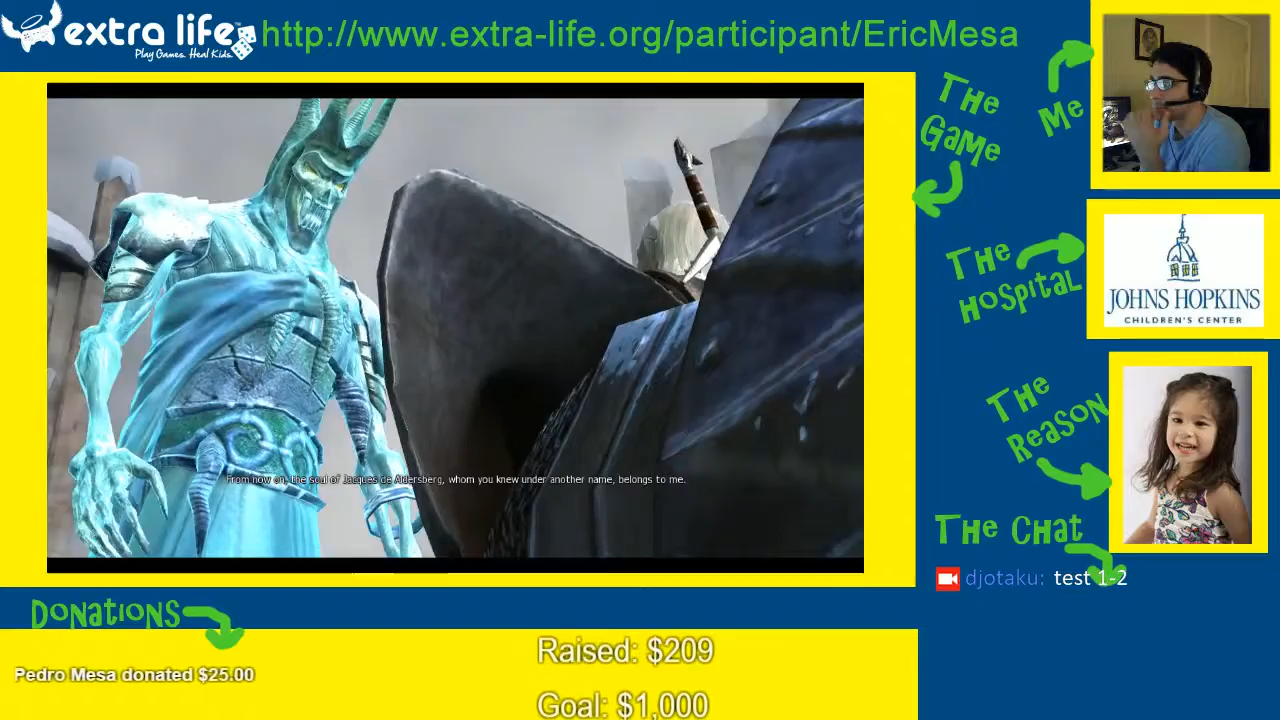 extra life
Play Games. Heal Kids.
http://www.extra-life.org/participant/EricMesa
THE GAME
Me
THE HOSPITAL
JOHNS HOPKINS
CHILDREN'S CENTER
THE REASON
From now on, the soul of Jacques de Aldersberg, whom you knew under another name, belongs to me.
THE CHAT
djotaku: test 1-2
DONATIONS
Pedro Mesa donated $25.00
Raised: $209
Goal: $1,000